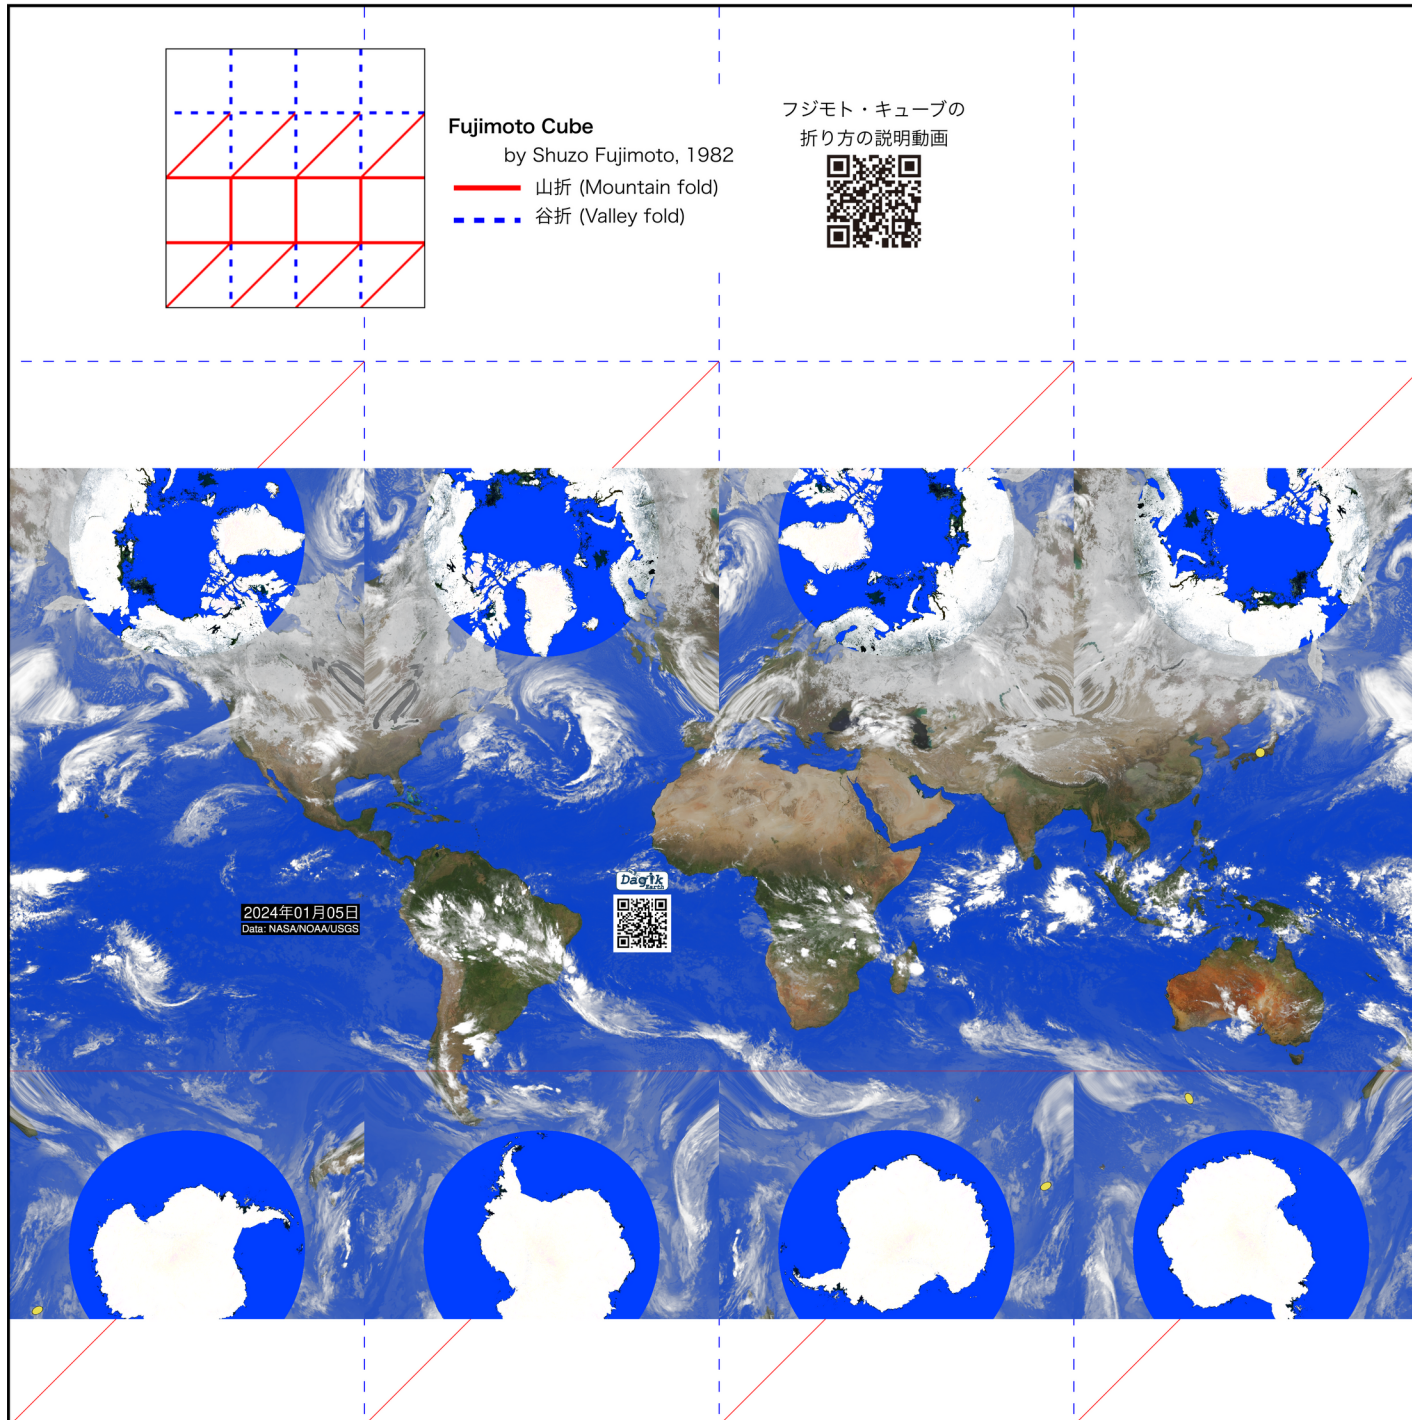 Fujimoto Cube
by Shuzo Fujimoto, 1982
山折 (Mountain fold)
谷折 (Valley fold)
フジモト・キューブの
折り方の説明動画
Dagik
Earth
2024年01月05日
Data: NASA/NOAA/USGS